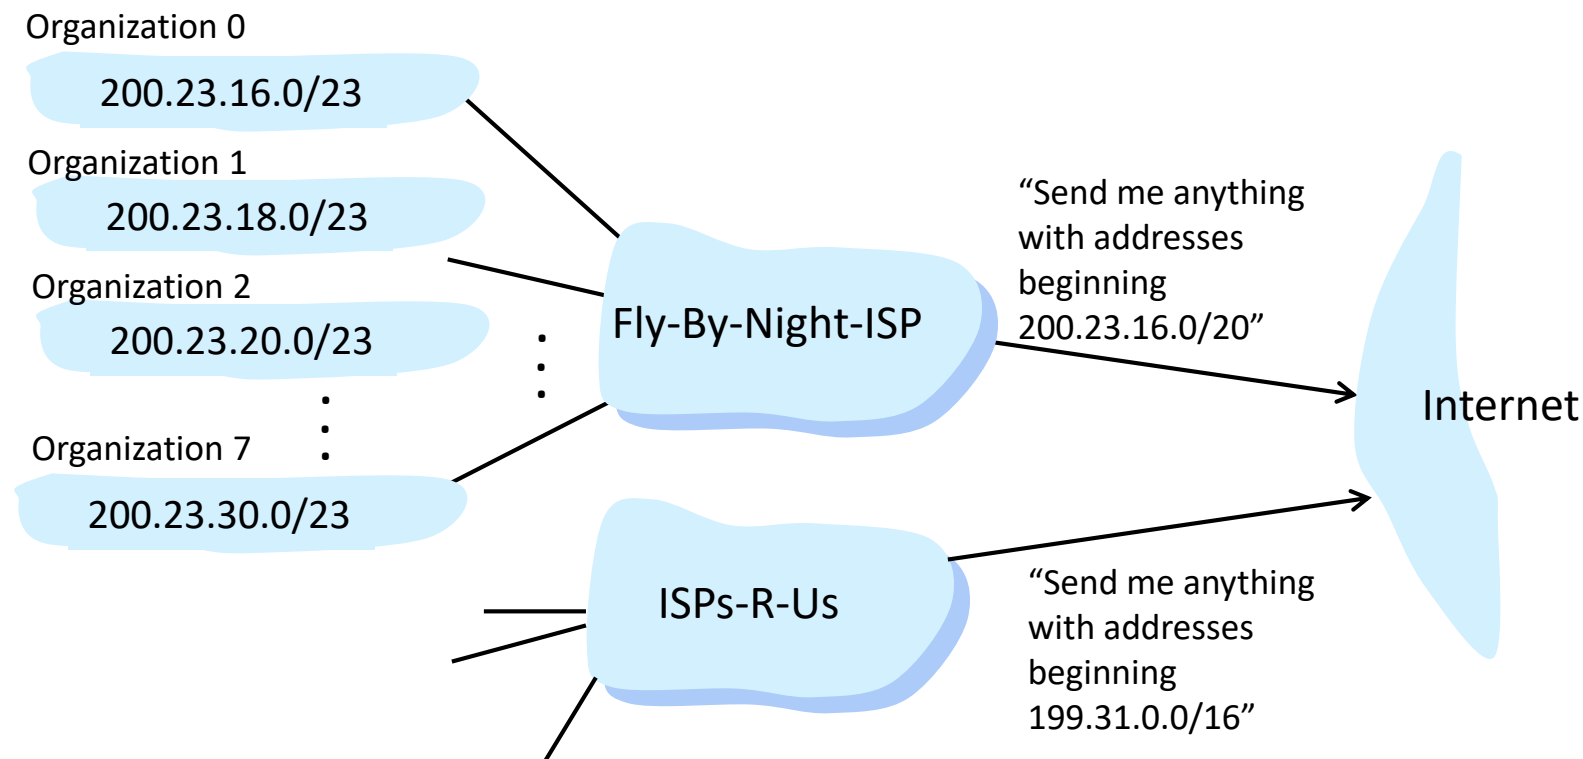 Organization 0
200.23.16.0/23
Organization 1
200.23.18.0/23
Organization 2
200.23.20.0/23
Organization 7
200.23.30.0/23
Fly-By-Night-ISP
“Send me anything
with addresses
beginning
200.23.16.0/20”
Internet
ISPs-R-Us
“Send me anything
with addresses
beginning
199.31.0.0/16”